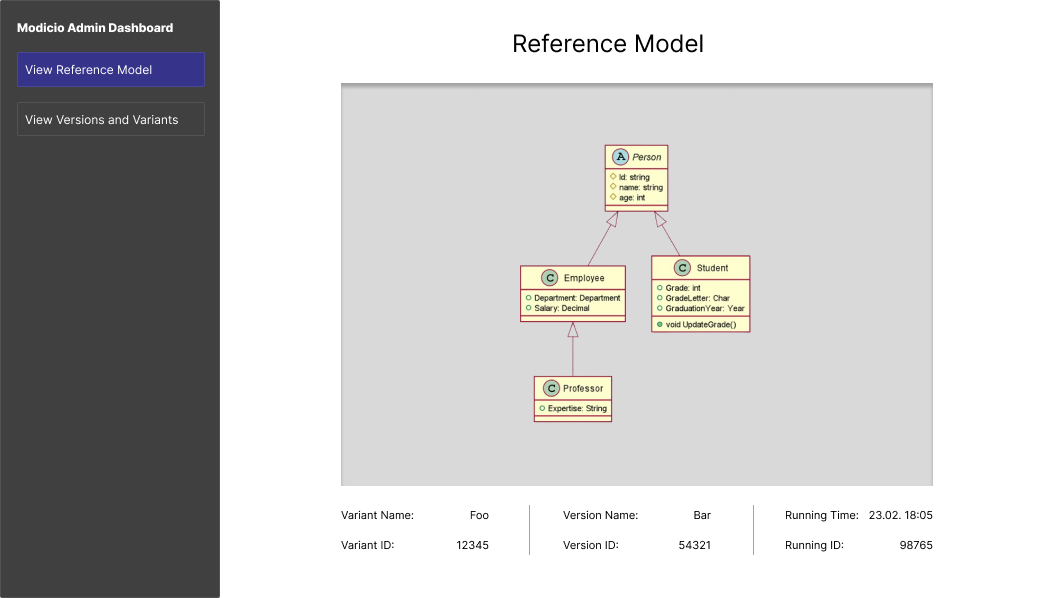 Modicio Admin Dashboard
View Reference Model
View Versions and Variants
Reference Model
A Person
Id: string
name: string
age: int
C Employee
Department: Department
Salary: Decimal
C Student
Grade: int
GradeLetter: Char
GraduationYear: Year
void UpdateGrade()
C Professor
Expertise: String
Variant Name: Foo
Variant ID: 12345
Version Name: Bar
Version ID: 54321
Running Time: 23.02. 18:05
Running ID: 98765